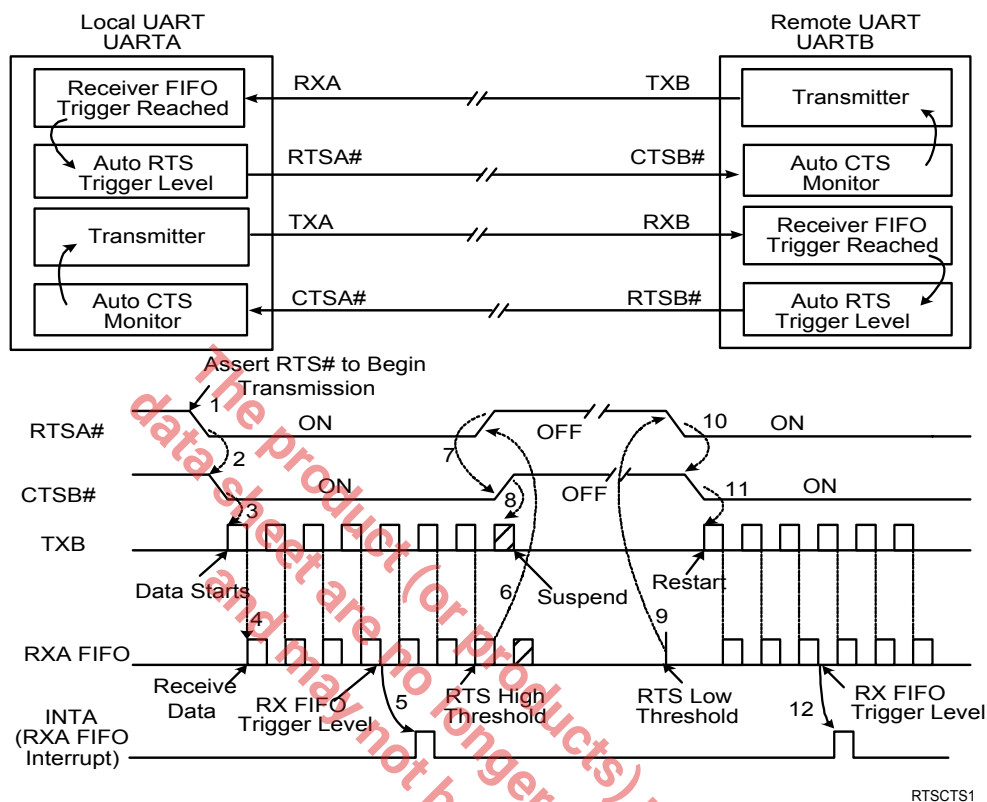 Local UART
UARTA
Remote UART
UARTB
Receiver FIFO
Trigger Reached
RXA
TXB
Transmitter
Auto RTS
Trigger Level
RTSA#
CTSB#
Auto CTS
Monitor
Transmitter
TXA
RXB
Receiver FIFO
Trigger Reached
Auto CTS
Monitor
CTSA#
RTSB#
Auto RTS
Trigger Level
Assert RTS# to Begin
Transmission
RTSA#
1
ON
OFF
10
ON
2
7
CTSB#
ON
8
OFF
11
ON
3
TXB
Data Starts
Suspend
Restart
4
6
9
RXA FIFO
Receive
Data
RX FIFO
Trigger Level
5
RTS High
Threshold
RTS Low
Threshold
12
RX FIFO
Trigger Level
INTA
(RXA FIFO
Interrupt)
RTSCTS1
The product (or products)
data sheet are no longer
and may not b